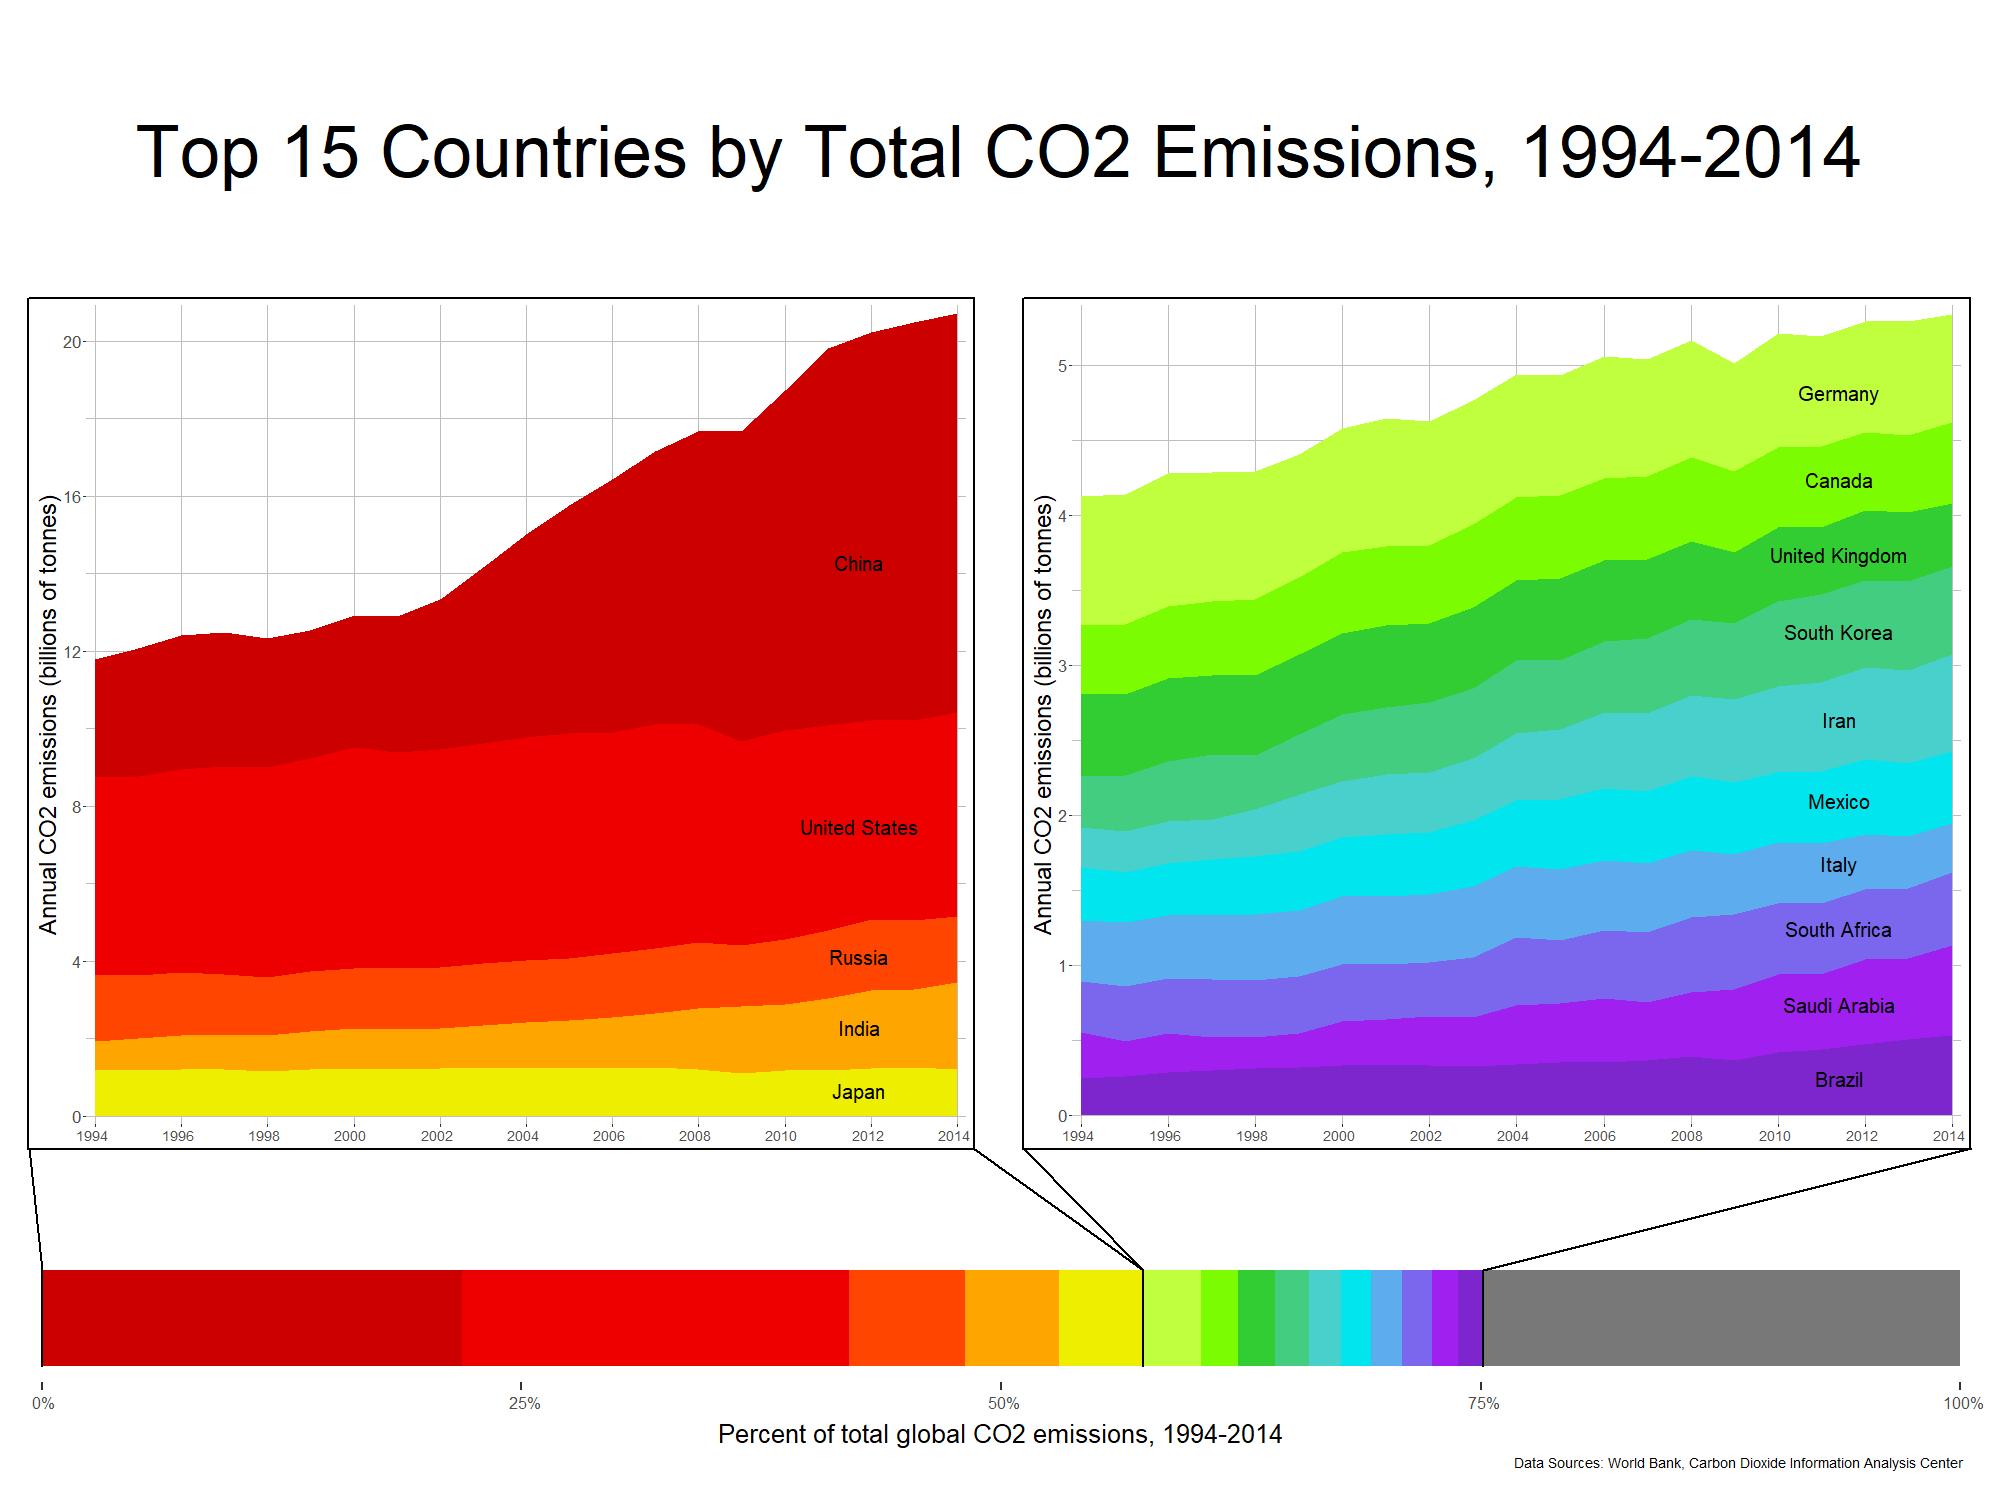 Top 15 Countries by Total CO2 Emissions, 1994-2014
Annual CO2 emissions (billions of tonnes)
20
16
12
8
4
0
China
United States
Russia
India
Japan
1994 1996 1998 2000 2002 2004 2006 2008 2010 2012 2014
Annual CO2 emissions (billions of tonnes)
5
4
3
2
1
0
Germany
Canada
United Kingdom
South Korea
Iran
Mexico
Italy
South Africa
Saudi Arabia
Brazil
1994 1996 1998 2000 2002 2004 2006 2008 2010 2012 2014
0% 25% 50% 75% 100%
Percent of total global CO2 emissions, 1994-2014
Data Sources: World Bank, Carbon Dioxide Information Analysis Center